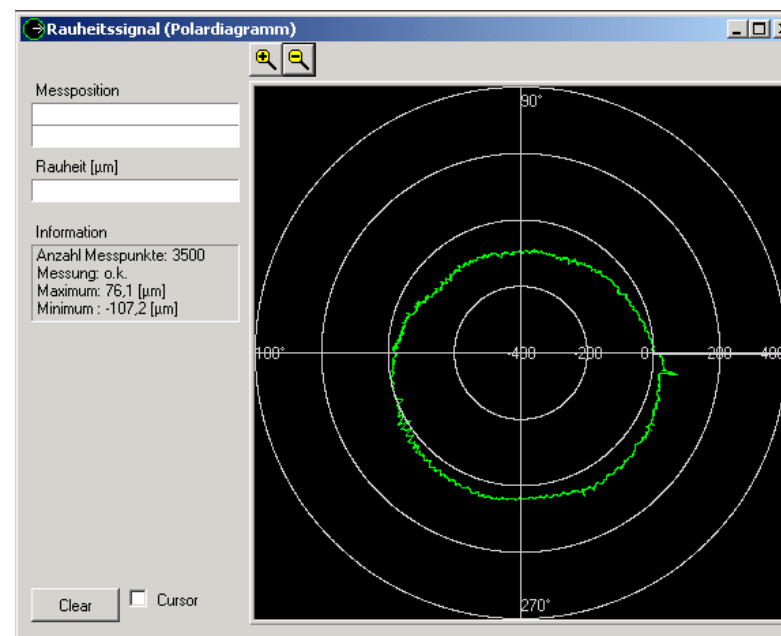 Rauheitssignal (Polardiagramm)
Messposition
Rauheit [µm]
Information
Anzahl Messpunkte: 3500
Messung: o.k.
Maximum: 76,1 [µm]
Minimum : -107,2 [µm]
Clear
Cursor
90°
100°
-400 -200 0 200 400
270°